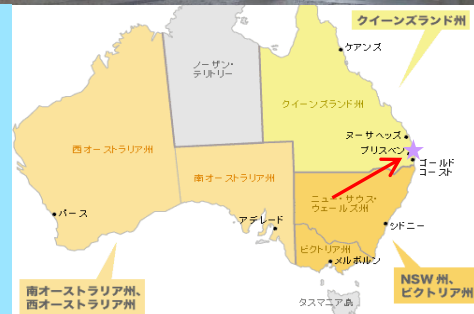 クイーンズランド州
ケアンズ
ノーザン・
テリトリー
クイーンズランド州
ヌーサヘッズ
ブリスベン
ゴールド
コースト
西オーストラリア州
南オーストラリア州
ニュー・サウス・
ウェールズ州
パース
アデレード
シドニー
ビクトリア州
メルボルン
南オーストラリア州、
西オーストラリア州
NSW 州、
ビクトリア州
タスマニア島